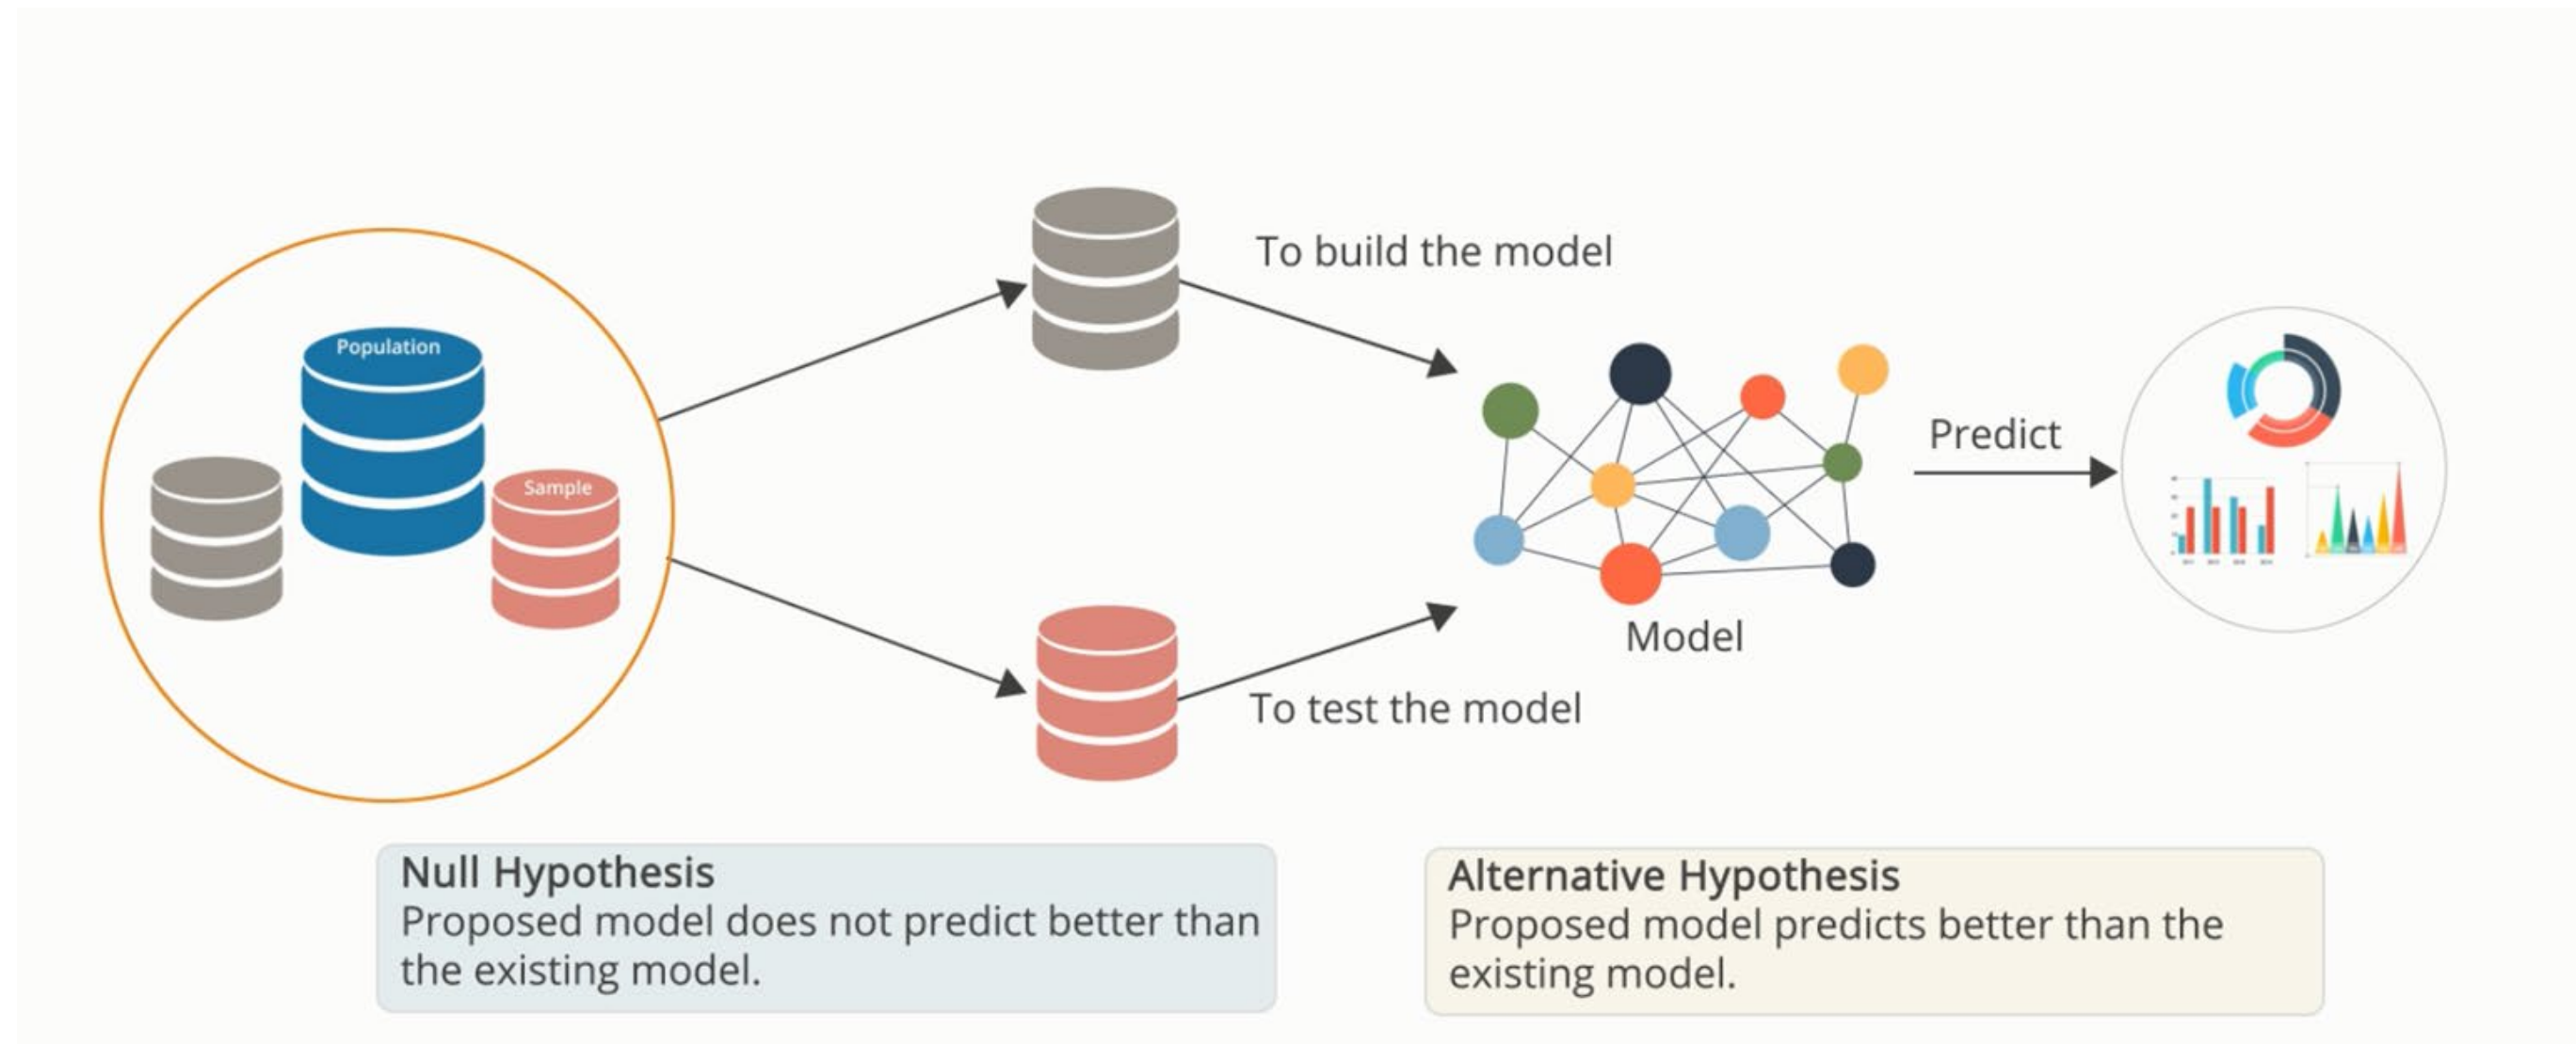 Population
Sample
To build the model
To test the model
Model
Predict
Null Hypothesis
Proposed model does not predict better than
the existing model.
Alternative Hypothesis
Proposed model predicts better than the
existing model.